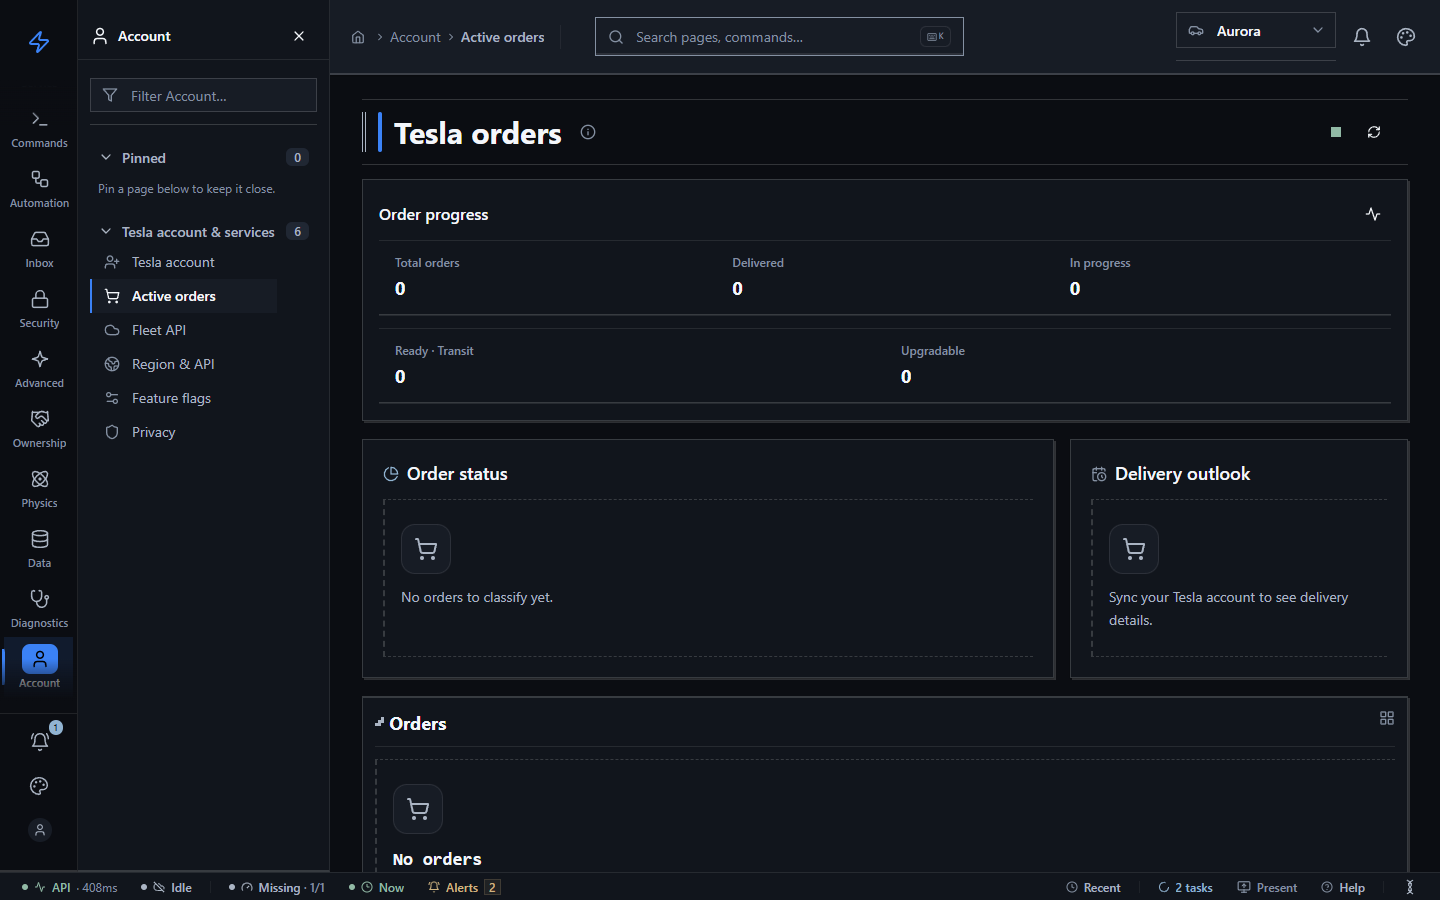 Account
Account
Active orders
Search pages, commands...
K
Aurora
Filter Account...
Commands
Automation
Inbox
Security
Advanced
Ownership
Physics
Data
Diagnostics
Account
1
Pinned
0
Pin a page below to keep it close.
Tesla account & services
6
Tesla account
Active orders
Fleet API
Region & API
Feature flags
Privacy
Tesla orders
Order progress
Total orders
0
Delivered
0
In progress
0
Ready · Transit
0
Upgradable
0
Order status
No orders to classify yet.
Delivery outlook
Sync your Tesla account to see delivery
details.
Orders
No orders
API · 408ms
Idle
Missing · 1/1
Now
Alerts 2
Recent
2 tasks
Present
Help